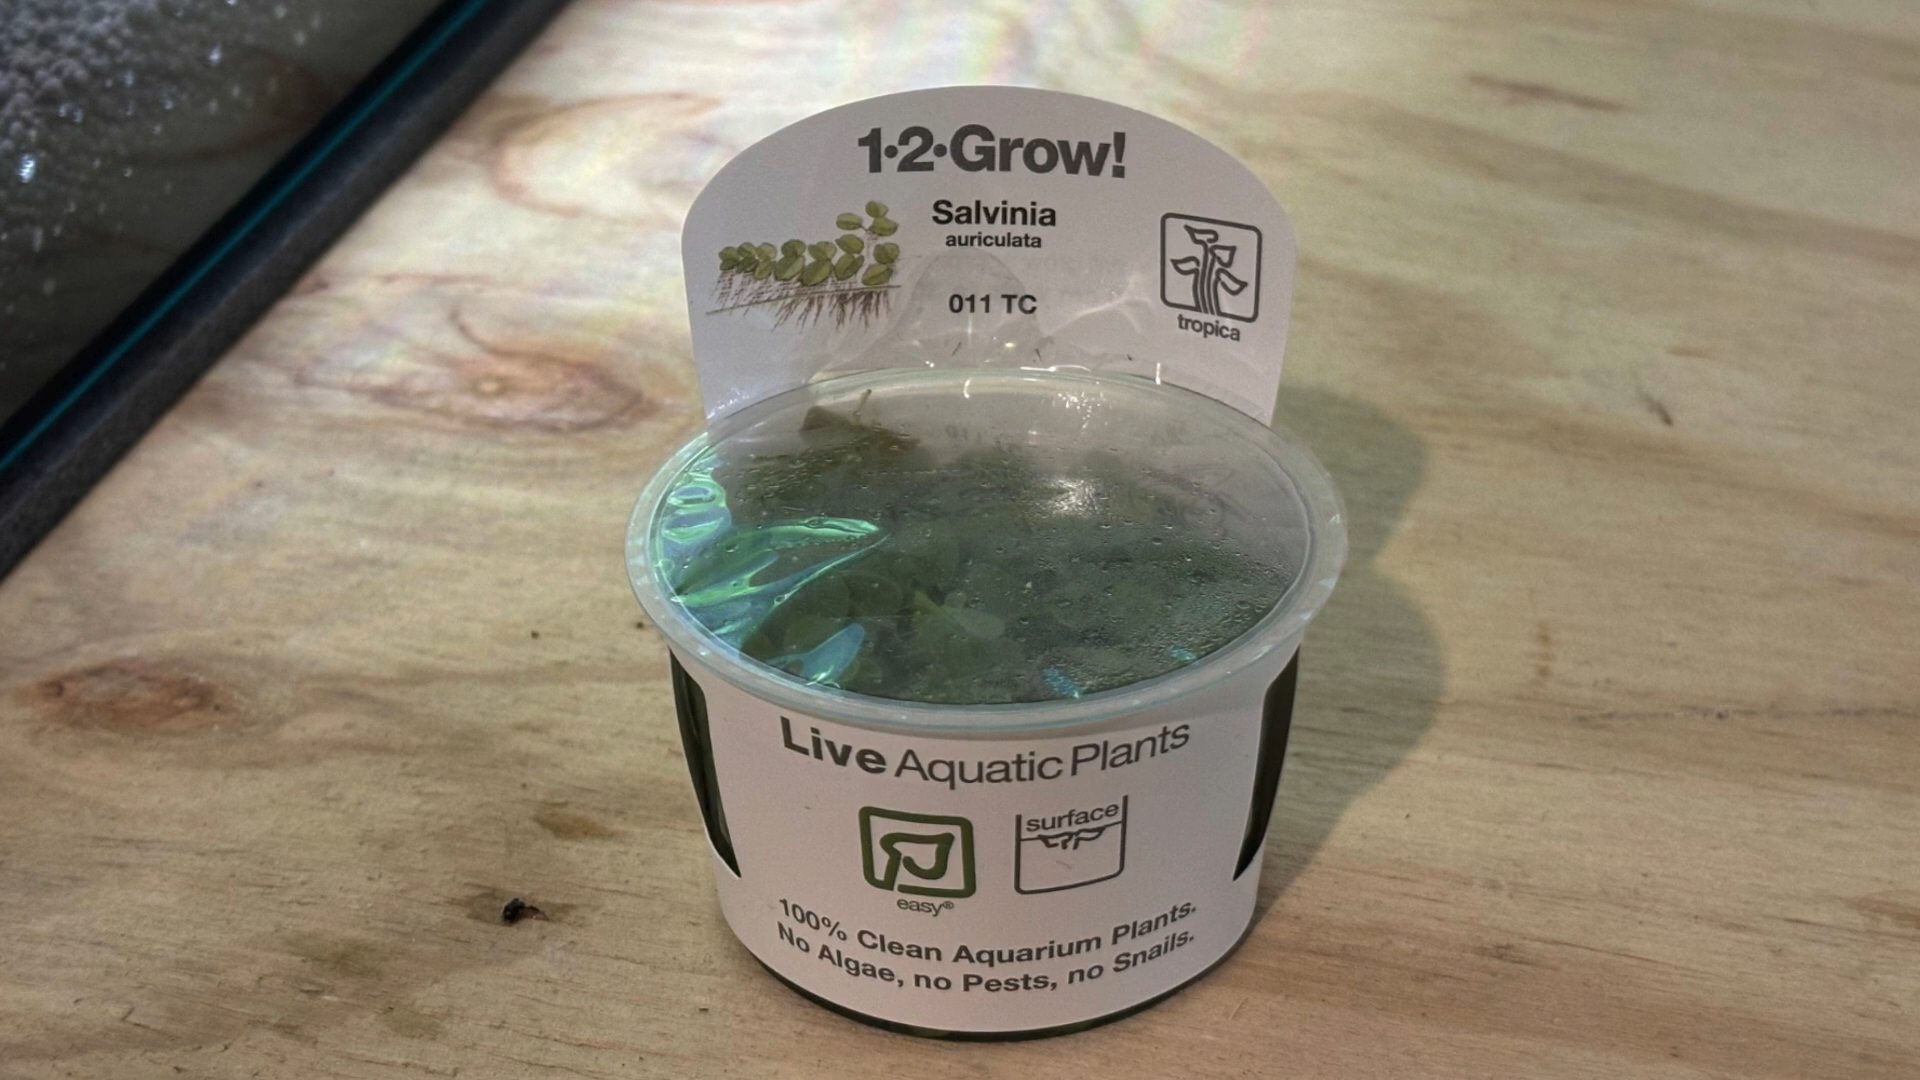 1•2•Grow!
Salvinia
auriculata
011 TC
tropica
Live Aquatic Plants
surface
easy®
100% Clean Aquarium Plants.
No Algae, no Pests, no Snails.